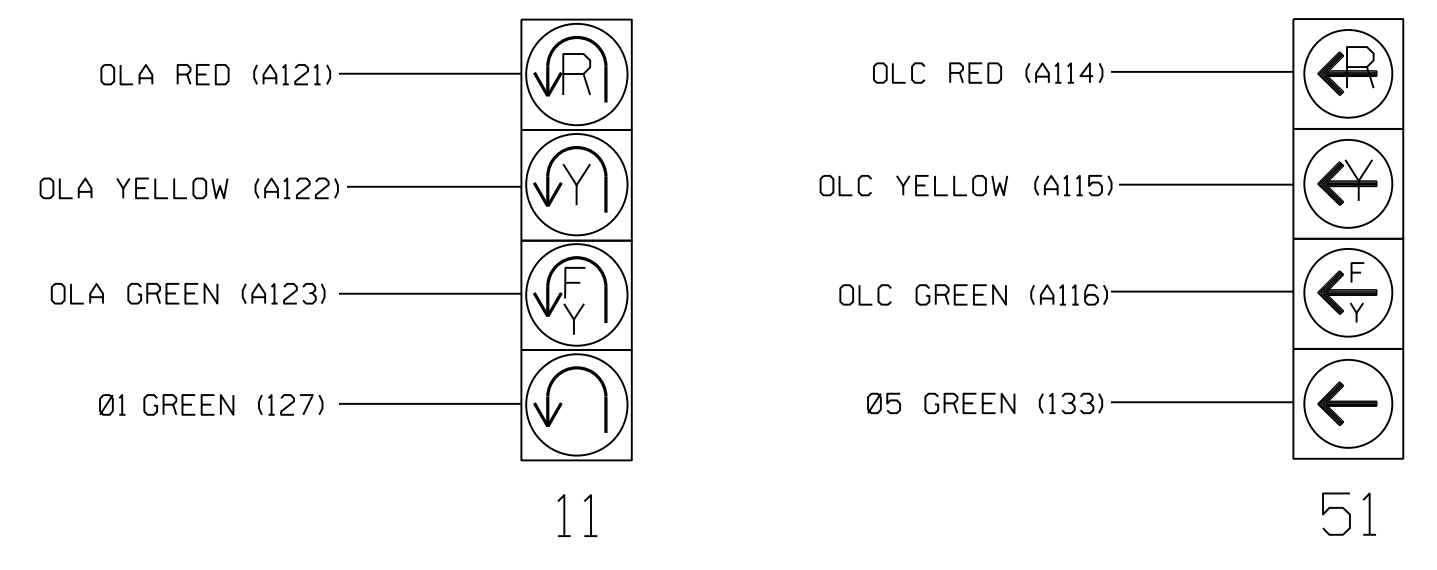 OLA RED (A121)
R
OLA YELLOW (A122)
Y
OLA GREEN (A123)
F
Y
Ø1 GREEN (127)
11
OLC RED (A114)
R
OLC YELLOW (A115)
Y
OLC GREEN (A116)
F
Y
Ø5 GREEN (133)
51